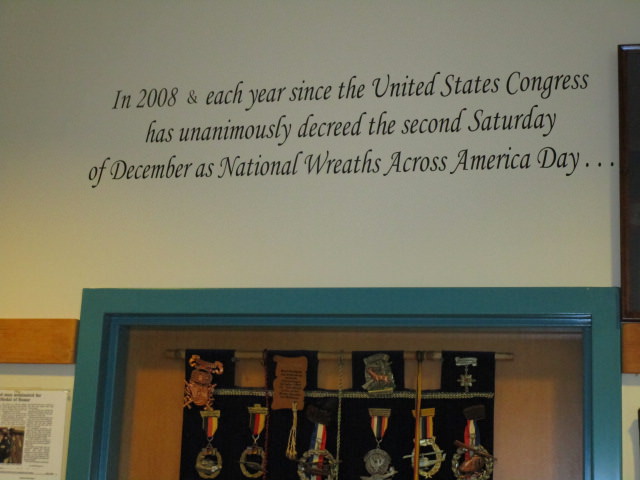 In 2008 & each year since the United States Congress
has unanimously decreed the second Saturday
of December as National Wreaths Across America Day . . .